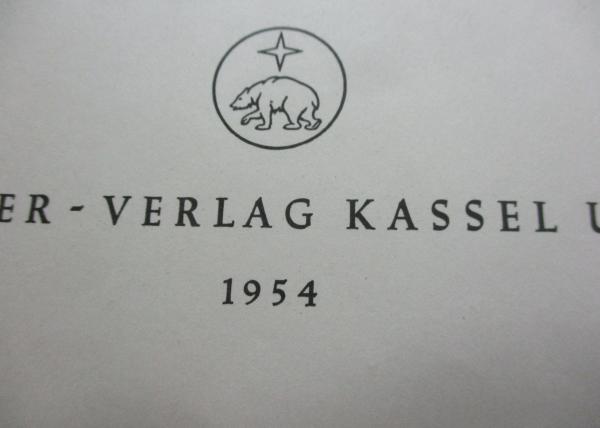 ER - VERLAG KASSEL U
1954